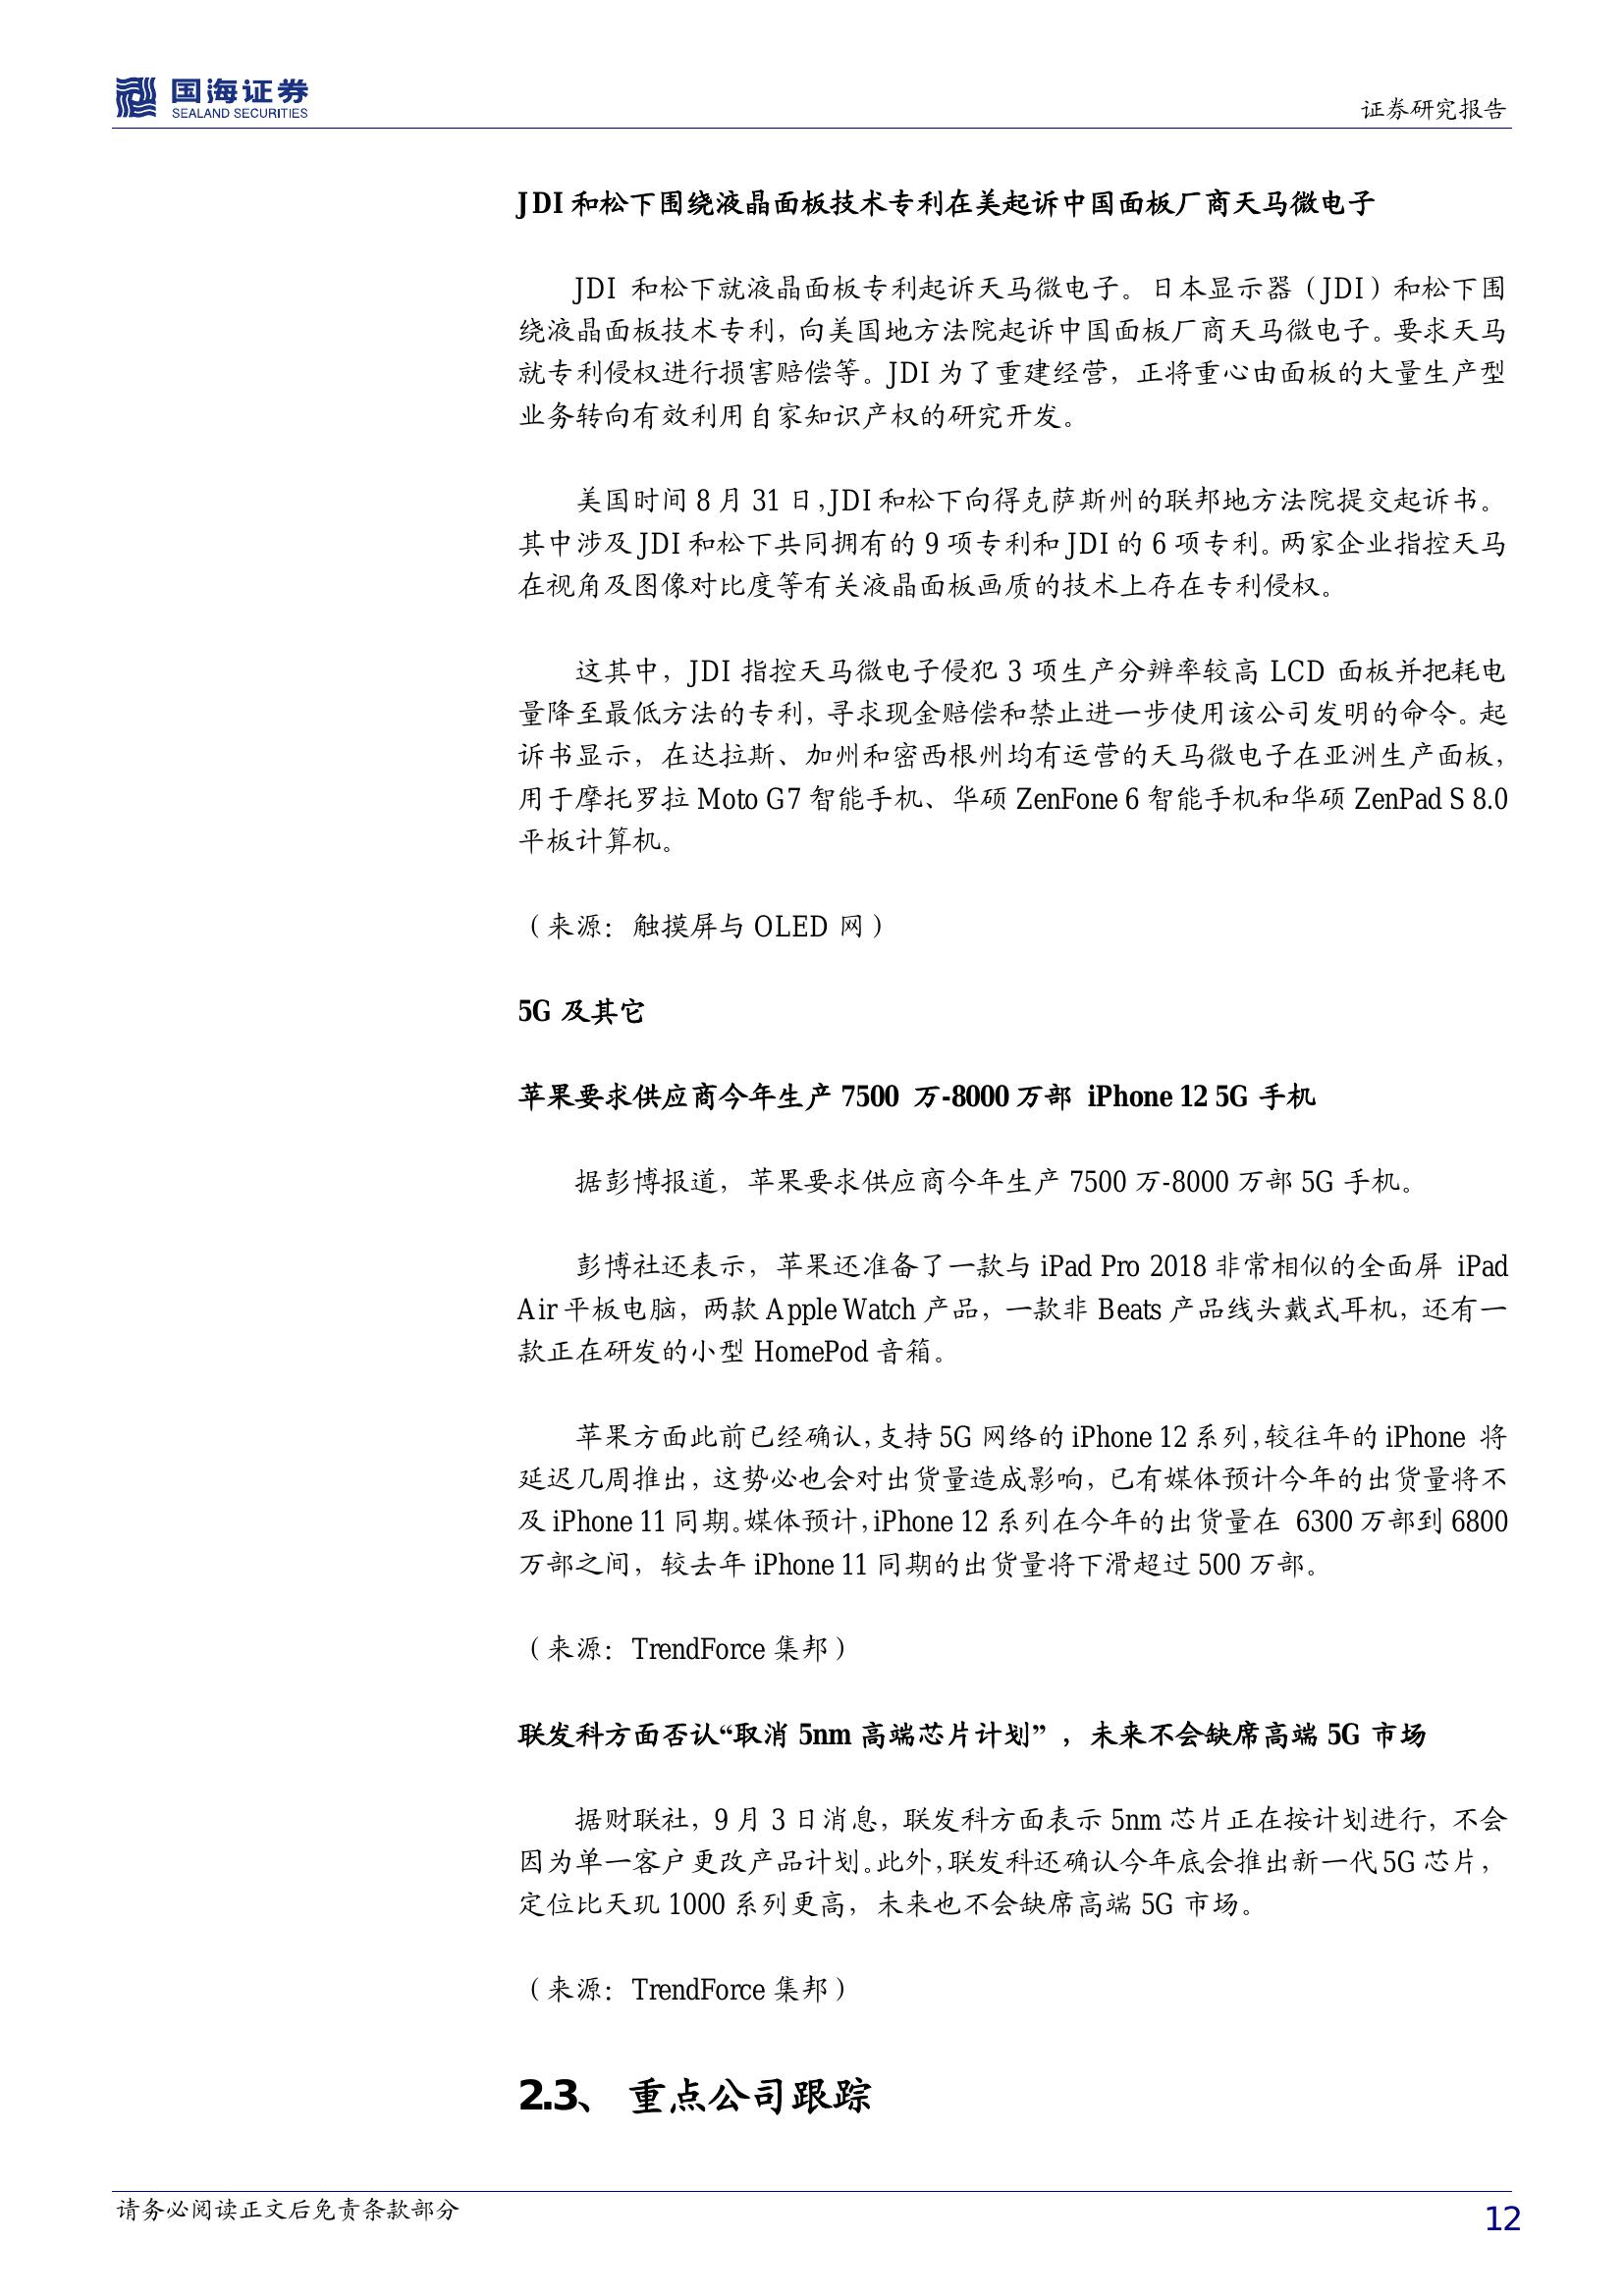 国海证券
SEALAND SECURITIES
证券研究报告
JDI 和松下围绕液晶面板技术专利在美起诉中国面板厂商天马微电子
JDI 和松下就液晶面板专利起诉天马微电子。日本显示器（JDI）和松下围
绕液晶面板技术专利，向美国地方法院起诉中国面板厂商天马微电子。要求天马
就专利侵权进行损害赔偿等。JDI 为了重建经营，正将重心由面板的大量生产型
业务转向有效利用自家知识产权的研究开发。
美国时间 8 月 31 日，JDI 和松下向得克萨斯州的联邦地方法院提交起诉书。
其中涉及 JDI 和松下共同拥有的 9 项专利和 JDI 的 6 项专利。两家企业指控天马
在视角及图像对比度等有关液晶面板画质的技术上存在专利侵权。
这其中，JDI 指控天马微电子侵犯 3 项生产分辨率较高 LCD 面板并把耗电
量降至最低方法的专利，寻求现金赔偿和禁止进一步使用该公司发明的命令。起
诉书显示，在达拉斯、加州和密西根州均有运营的天马微电子在亚洲生产面板，
用于摩托罗拉 Moto G7 智能手机、华硕 ZenFone 6 智能手机和华硕 ZenPad S 8.0
平板计算机。
（来源：触摸屏与 OLED 网）
5G 及其它
苹果要求供应商今年生产 7500 万-8000 万部 iPhone 12 5G 手机
据彭博报道，苹果要求供应商今年生产 7500 万-8000 万部 5G 手机。
彭博社还表示，苹果还准备了一款与 iPad Pro 2018 非常相似的全面屏 iPad
Air 平板电脑，两款 Apple Watch 产品，一款非 Beats 产品线头戴式耳机，还有一
款正在研发的小型 HomePod 音箱。
苹果方面此前已经确认，支持 5G 网络的 iPhone 12 系列，较往年的 iPhone 将
延迟几周推出，这势必也会对出货量造成影响，已有媒体预计今年的出货量将不
及 iPhone 11 同期。媒体预计，iPhone 12 系列在今年的出货量在 6300 万部到 6800
万部之间，较去年 iPhone 11 同期的出货量将下滑超过 500 万部。
（来源：TrendForce 集邦）
联发科方面否认“取消 5nm 高端芯片计划”，未来不会缺席高端 5G 市场
据财联社，9 月 3 日消息，联发科方面表示 5nm 芯片正在按计划进行，不会
因为单一客户更改产品计划。此外，联发科还确认今年底会推出新一代 5G 芯片，
定位比天玑 1000 系列更高，未来也不会缺席高端 5G 市场。
（来源：TrendForce 集邦）
2.3、 重点公司跟踪
请务必阅读正文后免责条款部分
12